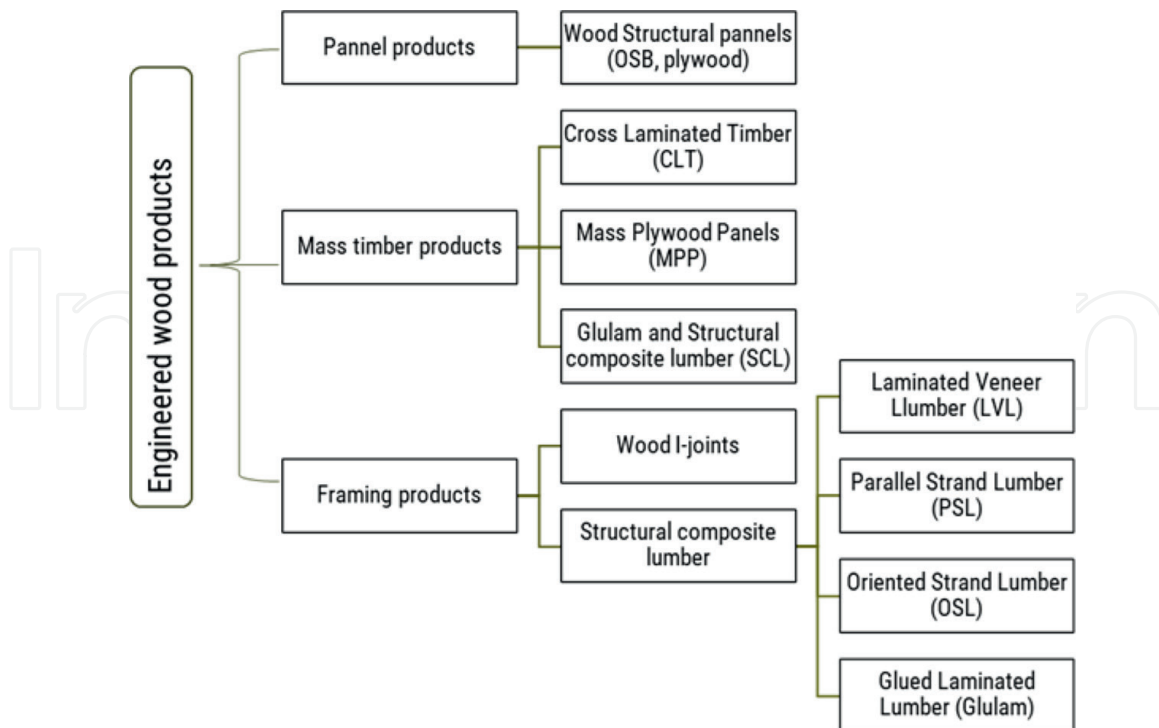 Engineered wood products
Pannel products
Wood Structural pannels
(OSB, plywood)
Mass timber products
Cross Laminated Timber
(CLT)
Mass Plywood Panels
(MPP)
Glulam and Structural
composite lumber (SCL)
Framing products
Wood I-joints
Structural composite
lumber
Laminated Veneer
Llumber (LVL)
Parallel Strand Lumber
(PSL)
Oriented Strand Lumber
(OSL)
Glued Laminated
Lumber (Glulam)